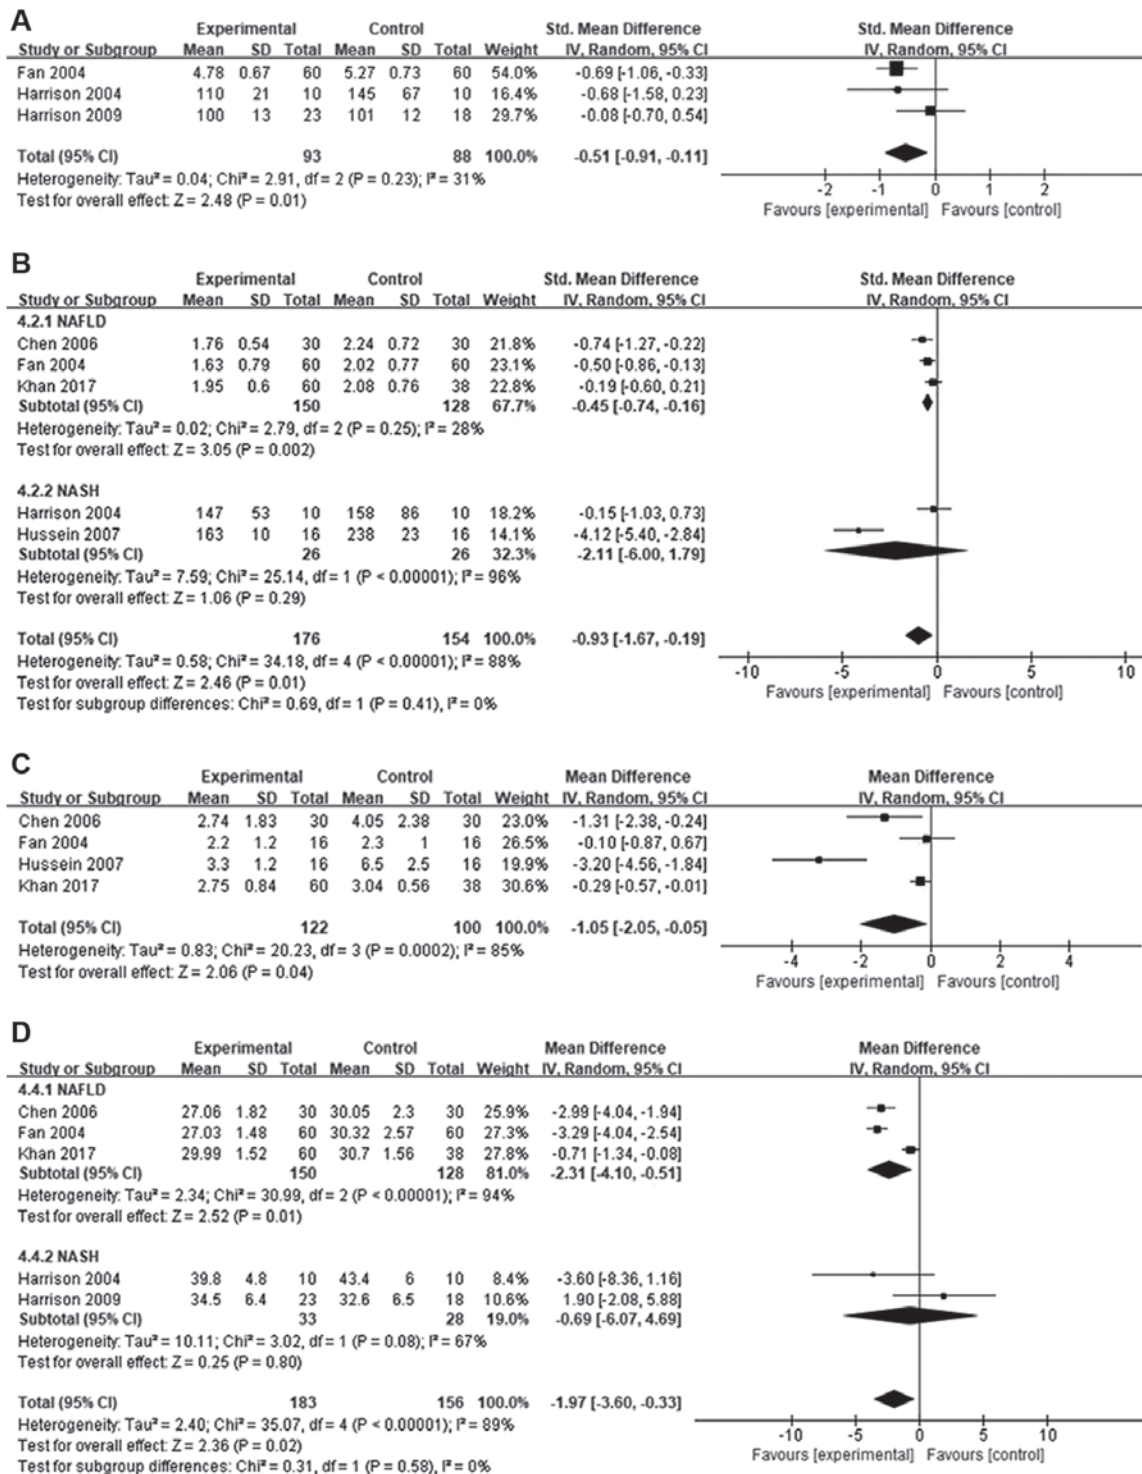 A
Experimental Control Std. Mean Difference Std. Mean Difference
Study or Subgroup Mean SD Total Mean SD Total Weight IV, Random, 95% CI IV, Random, 95% CI
Fan 2004 4.78 0.67 60 5.27 0.73 60 54.0% -0.69 [-1.06, -0.33]
Harrison 2004 110 21 10 145 67 10 16.4% -0.68 [-1.58, 0.23]
Harrison 2009 100 13 23 101 12 18 29.7% -0.08 [-0.70, 0.54]
Total (95% CI) 93 88 100.0% -0.51 [-0.91, -0.11]
Heterogeneity: Tau² = 0.04; Chi² = 2.91, df = 2 (P = 0.23); I² = 31%
Test for overall effect: Z = 2.48 (P = 0.01)
-2 -1 0 1 2
Favours [experimental] Favours [control]
B
Experimental Control Std. Mean Difference Std. Mean Difference
Study or Subgroup Mean SD Total Mean SD Total Weight IV, Random, 95% CI IV, Random, 95% CI
4.2.1 NAFLD
Chen 2006 1.76 0.54 30 2.24 0.72 30 21.8% -0.74 [-1.27, -0.22]
Fan 2004 1.63 0.79 60 2.02 0.77 60 23.1% -0.50 [-0.86, -0.13]
Khan 2017 1.95 0.6 60 2.08 0.76 38 22.8% -0.19 [-0.60, 0.21]
Subtotal (95% CI) 150 128 67.7% -0.45 [-0.74, -0.16]
Heterogeneity: Tau² = 0.02; Chi² = 2.79, df = 2 (P = 0.25); I² = 28%
Test for overall effect: Z = 3.05 (P = 0.002)
4.2.2 NASH
Harrison 2004 147 53 10 158 86 10 18.2% -0.15 [-1.03, 0.73]
Hussein 2007 163 10 16 238 23 16 14.1% -4.12 [-5.40, -2.84]
Subtotal (95% CI) 26 26 32.3% -2.11 [-6.00, 1.79]
Heterogeneity: Tau² = 7.59; Chi² = 25.14, df = 1 (P < 0.00001); I² = 96%
Test for overall effect: Z = 1.06 (P = 0.29)
Total (95% CI) 176 154 100.0% -0.93 [-1.67, -0.19]
Heterogeneity: Tau² = 0.58; Chi² = 34.18, df = 4 (P < 0.00001); I² = 88%
Test for overall effect: Z = 2.46 (P = 0.01)
Test for subgroup differences: Chi² = 0.69, df = 1 (P = 0.41), I² = 0%
-10 -5 0 5 10
Favours [experimental] Favours [control]
C
Experimental Control Mean Difference Mean Difference
Study or Subgroup Mean SD Total Mean SD Total Weight IV, Random, 95% CI IV, Random, 95% CI
Chen 2006 2.74 1.83 30 4.05 2.38 30 23.0% -1.31 [-2.38, -0.24]
Fan 2004 2.2 1.2 16 2.3 1 16 26.5% -0.10 [-0.87, 0.67]
Hussein 2007 3.3 1.2 16 6.5 2.5 16 19.9% -3.20 [-4.56, -1.84]
Khan 2017 2.75 0.84 60 3.04 0.56 38 30.6% -0.29 [-0.57, -0.01]
Total (95% CI) 122 100 100.0% -1.05 [-2.05, -0.05]
Heterogeneity: Tau² = 0.83; Chi² = 20.23, df = 3 (P = 0.0002); I² = 85%
Test for overall effect: Z = 2.06 (P = 0.04)
-4 -2 0 2 4
Favours [experimental] Favours [control]
D
Experimental Control Mean Difference Mean Difference
Study or Subgroup Mean SD Total Mean SD Total Weight IV, Random, 95% CI IV, Random, 95% CI
4.4.1 NAFLD
Chen 2006 27.06 1.82 30 30.05 2.3 30 25.9% -2.99 [-4.04, -1.94]
Fan 2004 27.03 1.48 60 30.32 2.57 60 27.3% -3.29 [-4.04, -2.54]
Khan 2017 29.99 1.52 60 30.7 1.56 38 27.8% -0.71 [-1.34, -0.08]
Subtotal (95% CI) 150 128 81.0% -2.31 [-4.10, -0.51]
Heterogeneity: Tau² = 2.34; Chi² = 30.99, df = 2 (P < 0.00001); I² = 94%
Test for overall effect: Z = 2.52 (P = 0.01)
4.4.2 NASH
Harrison 2004 39.8 4.8 10 43.4 6 10 8.4% -3.60 [-8.36, 1.16]
Harrison 2009 34.5 6.4 23 32.6 6.5 18 10.6% 1.90 [-2.08, 5.88]
Subtotal (95% CI) 33 28 19.0% -0.69 [-6.07, 4.69]
Heterogeneity: Tau² = 10.11; Chi² = 3.02, df = 1 (P = 0.08); I² = 67%
Test for overall effect: Z = 0.25 (P = 0.80)
Total (95% CI) 183 156 100.0% -1.97 [-3.60, -0.33]
Heterogeneity: Tau² = 2.40; Chi² = 35.07, df = 4 (P < 0.00001); I² = 89%
Test for overall effect: Z = 2.36 (P = 0.02)
Test for subgroup differences: Chi² = 0.31, df = 1 (P = 0.58), I² = 0%
-10 -5 0 5 10
Favours [experimental] Favours [control]